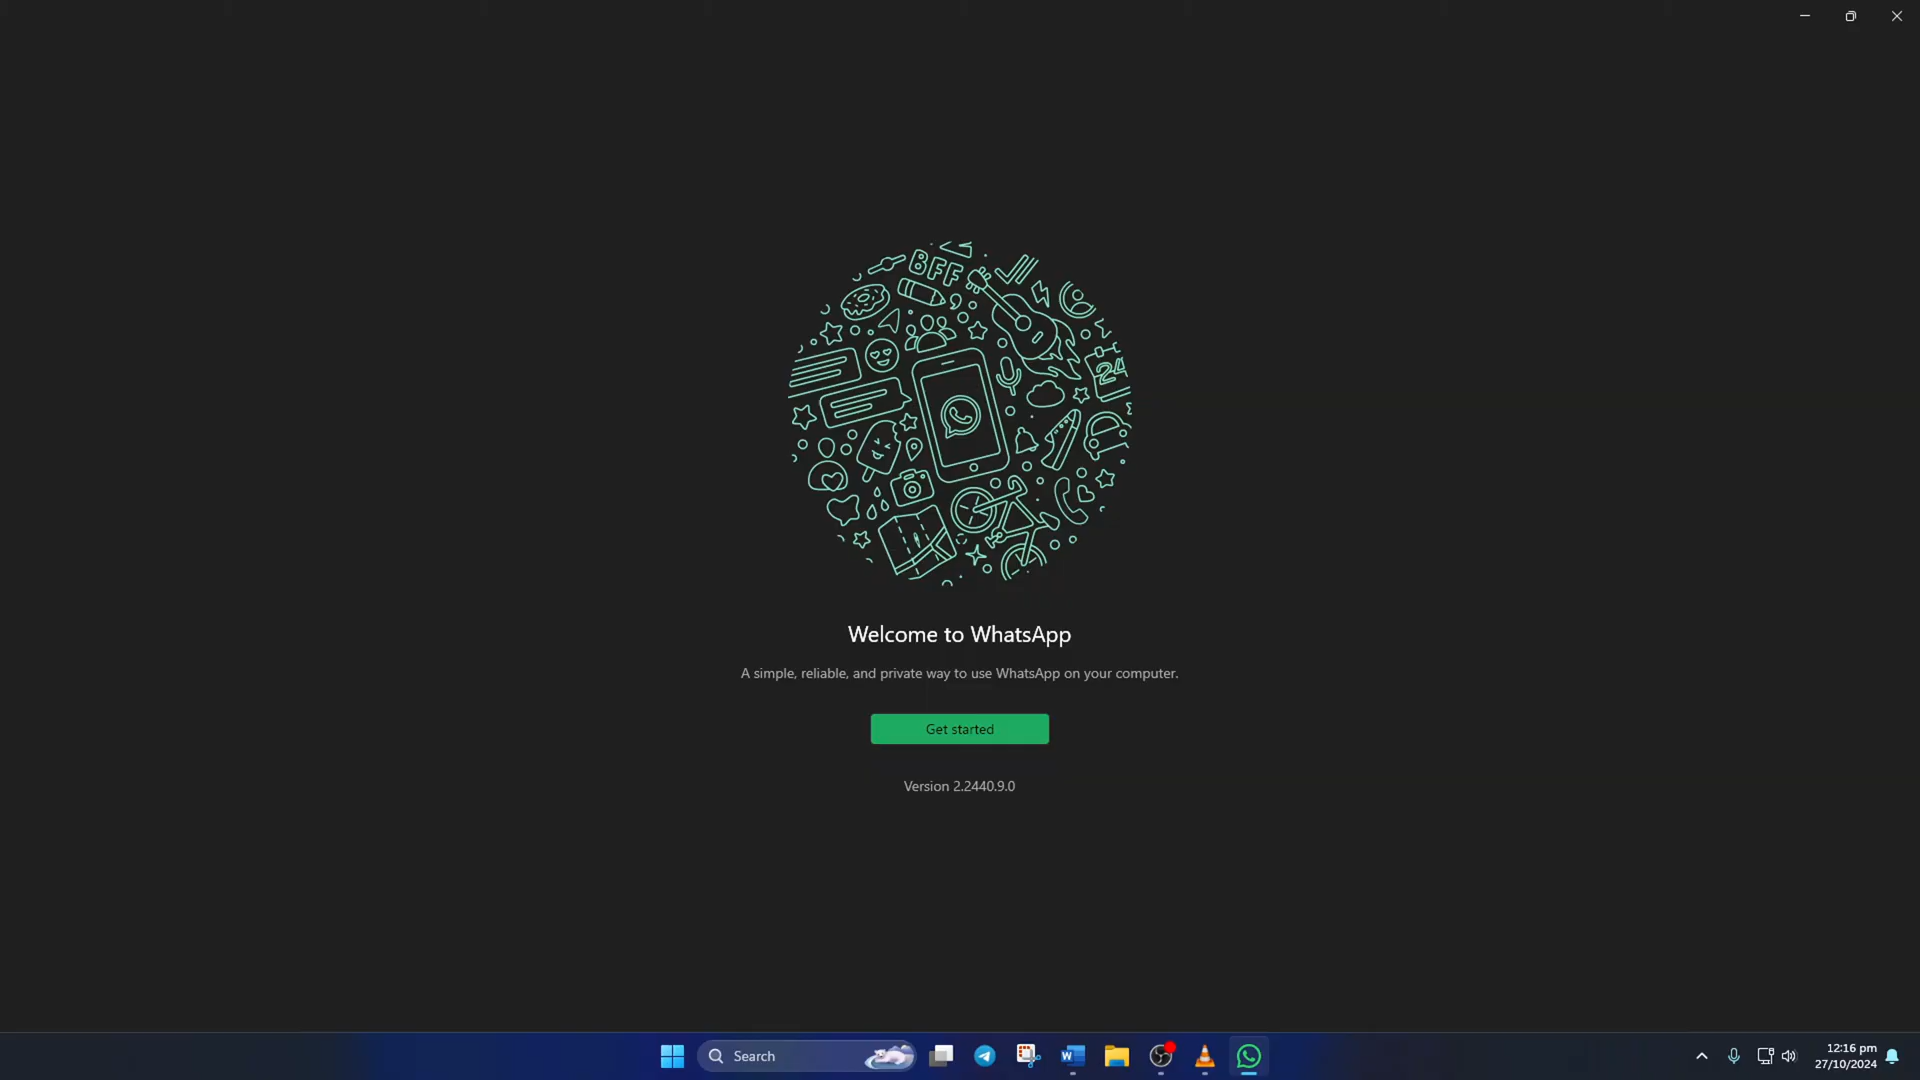 BFF
24
Welcome to WhatsApp
A simple, reliable, and private way to use WhatsApp on your computer.
Get started
Version 2.2440.9.0
Search
W
12:16 pm
27/10/2024